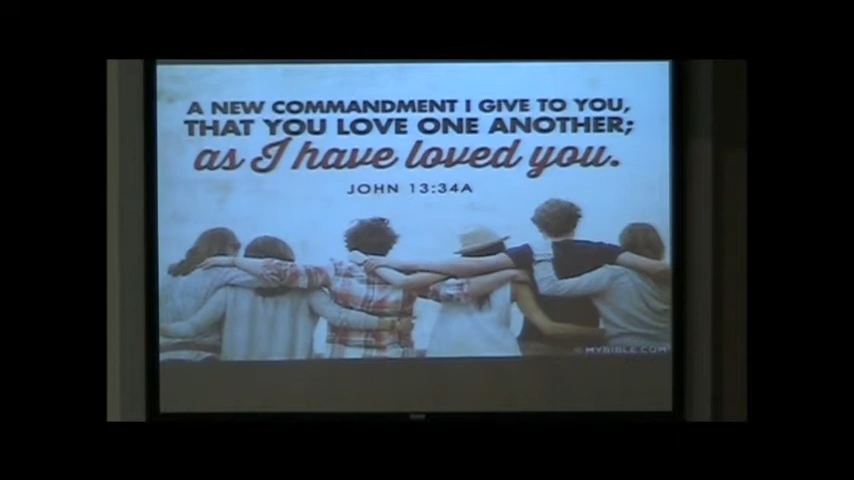 A NEW COMMANDMENT I GIVE TO YOU,
THAT YOU LOVE ONE ANOTHER;
as I have loved you.
JOHN 13:34A
© MYBIBLE.COM